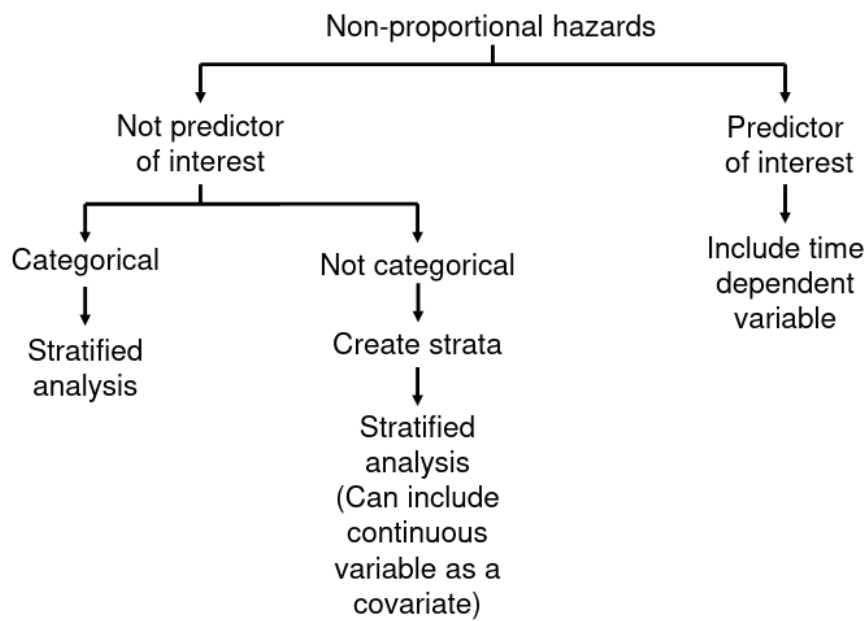 Non-proportional hazards
Not predictor
of interest
Predictor
of interest
Categorical
Not categorical
Include time
dependent
variable
Stratified
analysis
Create strata
Stratified
analysis
(Can include
continuous
variable as a
covariate)